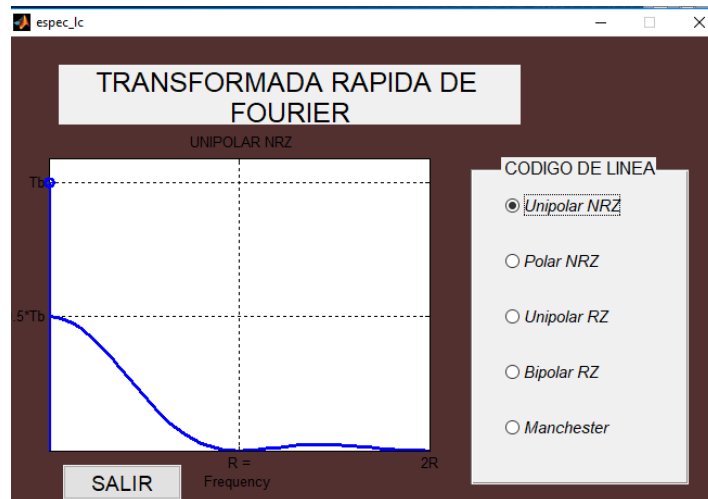 espec_lc
TRANSFORMADA RAPIDA DE
FOURIER
UNIPOLAR NRZ
Tb
.5*Tb
R =
2R
Frequency
SALIR
CODIGO DE LINEA
Unipolar NRZ
Polar NRZ
Unipolar RZ
Bipolar RZ
Manchester